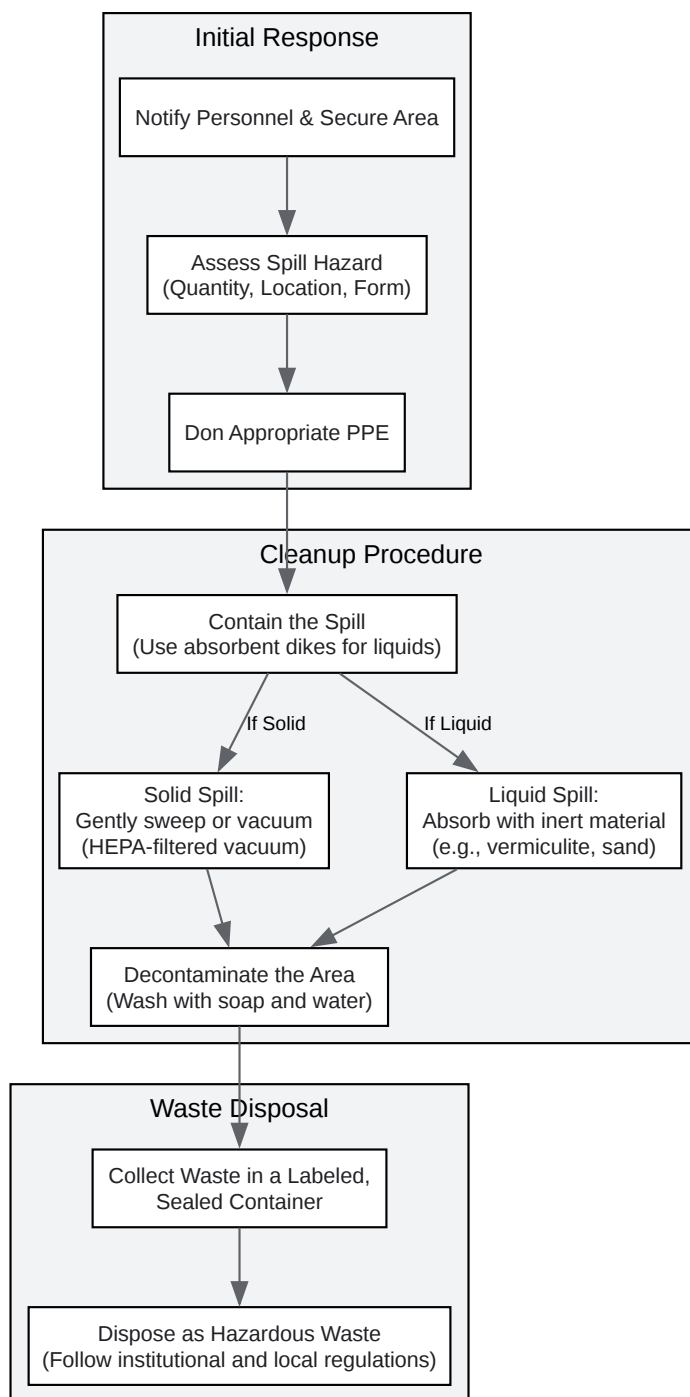 Initial Response
Notify Personnel & Secure Area
Assess Spill Hazard
(Quantity, Location, Form)
Don Appropriate PPE
Cleanup Procedure
Contain the Spill
(Use absorbent dikes for liquids)
If Solid
If Liquid
Solid Spill:
Gently sweep or vacuum
(HEPA-filtered vacuum)
Liquid Spill:
Absorb with inert material
(e.g., vermiculite, sand)
Decontaminate the Area
(Wash with soap and water)
Waste Disposal
Collect Waste in a Labeled,
Sealed Container
Dispose as Hazardous Waste
(Follow institutional and local regulations)